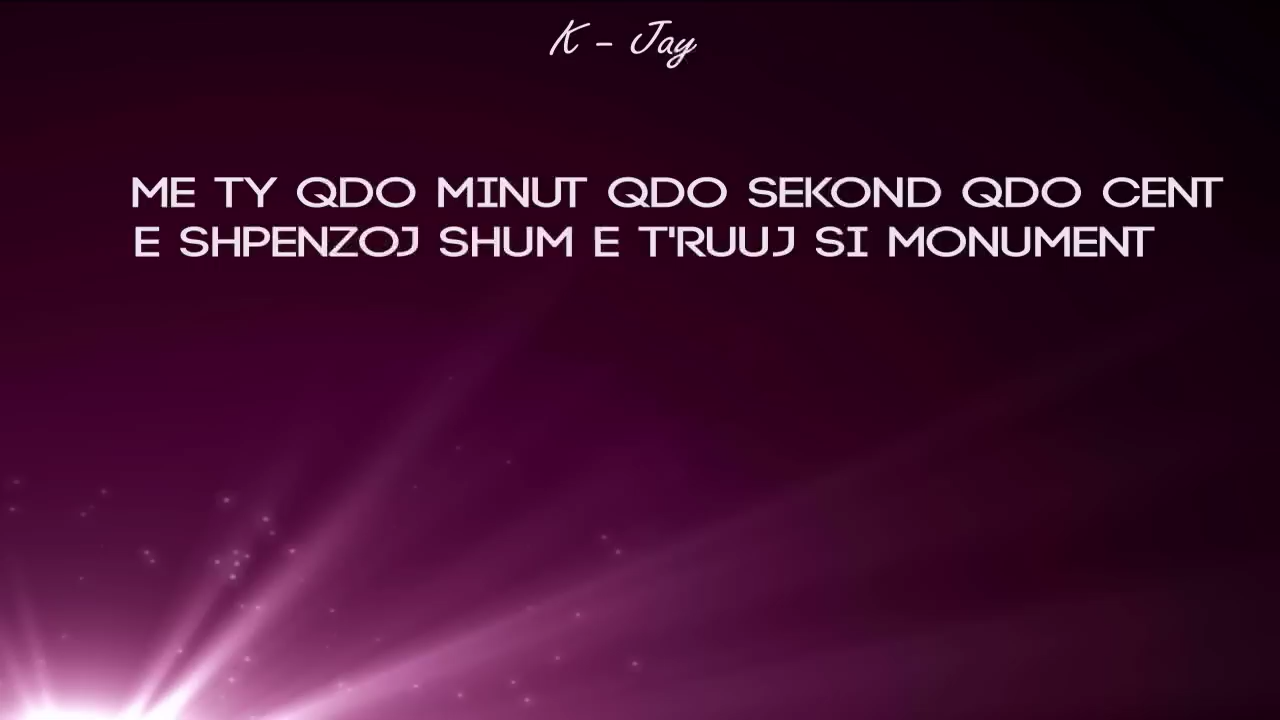 K - Jay
ME TY QDO MINUT QDO SEKOND QDO CENT
E SHPENZOJ SHUM E T'RUUJ SI MONUMENT